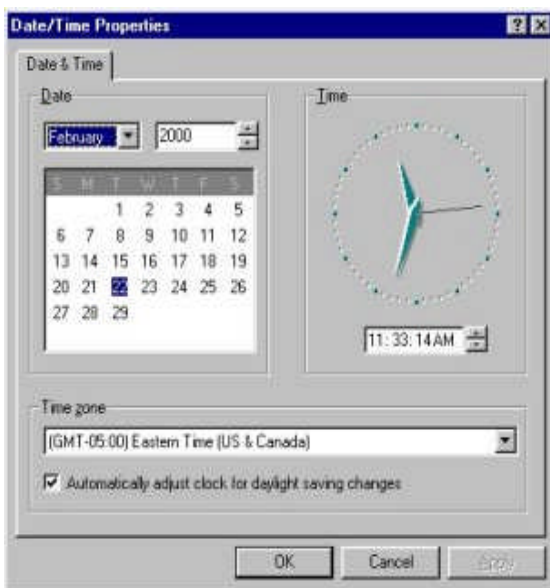 Date/Time Properties
Date & Time
Date
February
2000
S M T W T F S
1 2 3 4 5
6 7 8 9 10 11 12
13 14 15 16 17 18 19
20 21 22 23 24 25 26
27 28 29
Time
11:33:14 AM
Time zone
(GMT-05:00) Eastern Time (US & Canada)
Automatically adjust clock for daylight saving changes
OK Cancel Apply